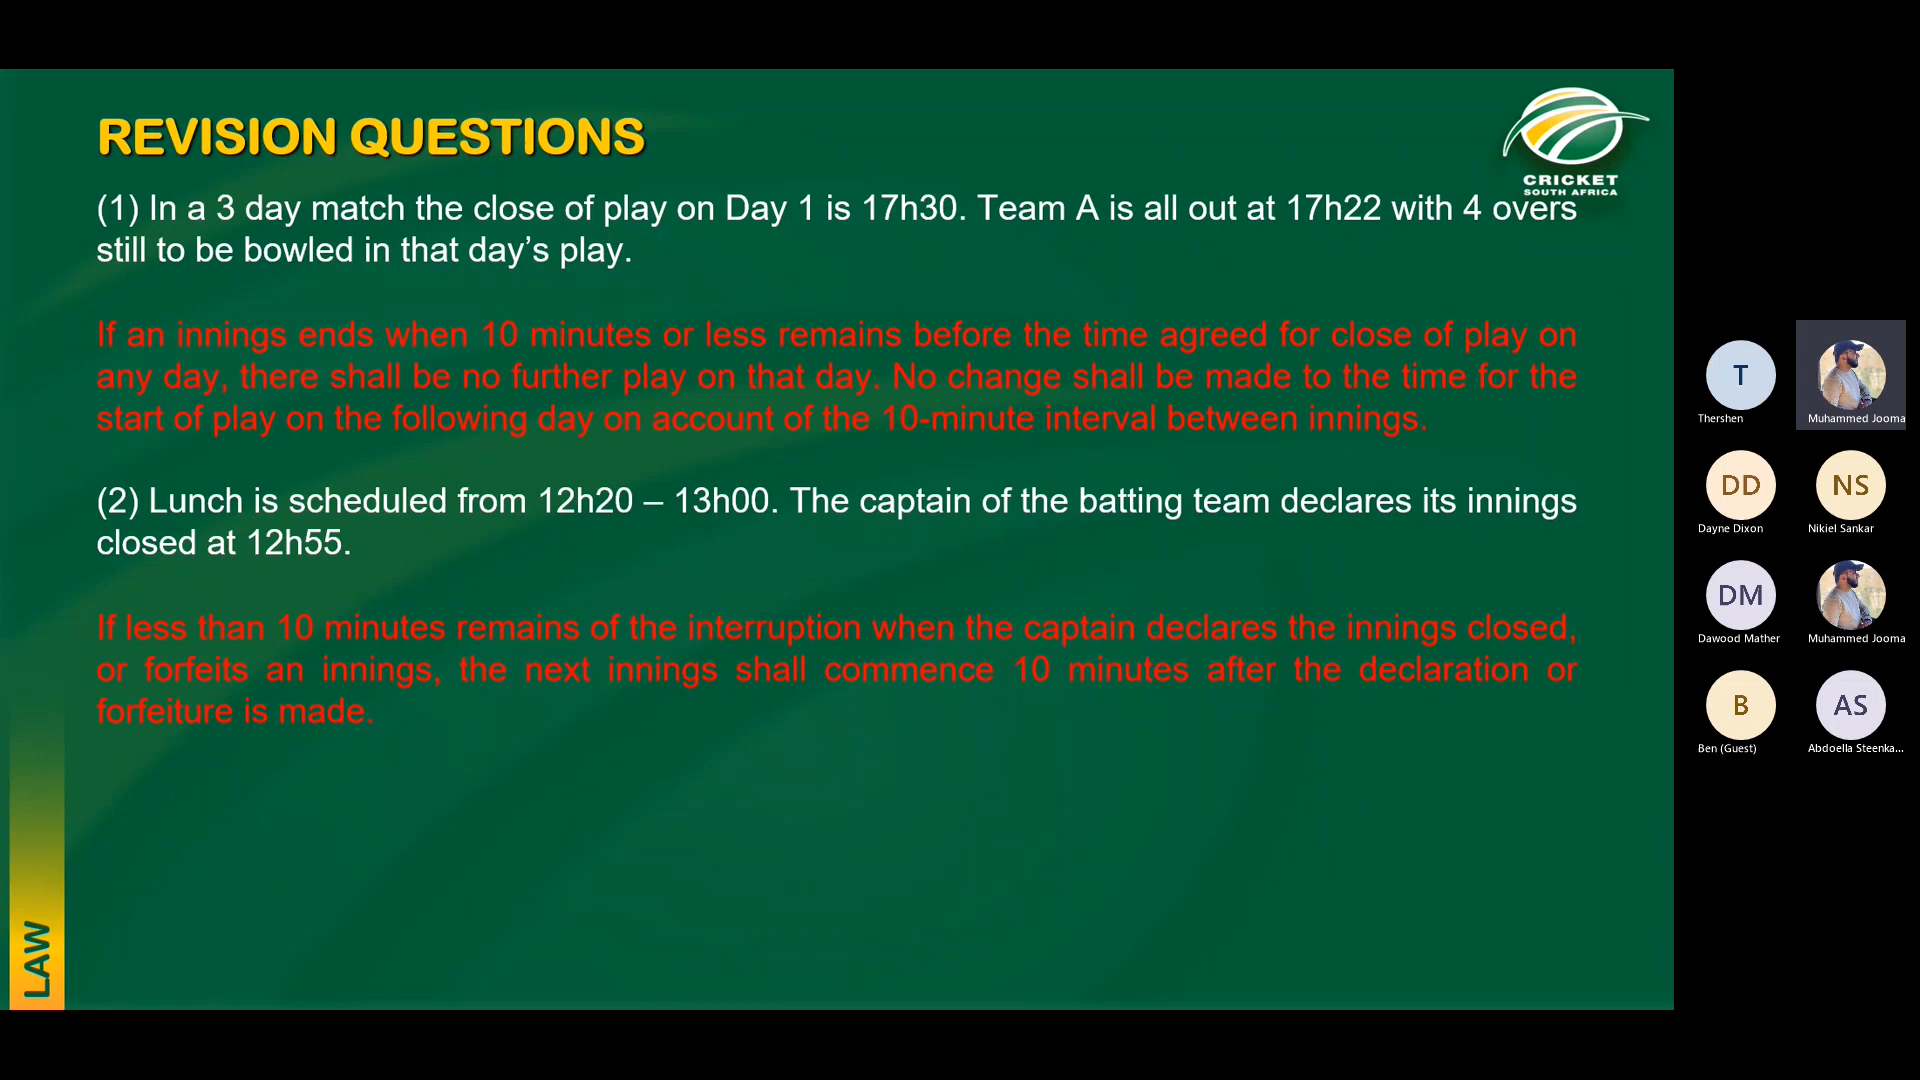 REVISION QUESTIONS
CRICKET
SOUTH AFRICA
(1) In a 3 day match the close of play on Day 1 is 17h30. Team A is all out at 17h22 with 4 overs
still to be bowled in that day’s play.
If an innings ends when 10 minutes or less remains before the time agreed for close of play on
any day, there shall be no further play on that day. No change shall be made to the time for the
start of play on the following day on account of the 10-minute interval between innings.
(2) Lunch is scheduled from 12h20 – 13h00. The captain of the batting team declares its innings
closed at 12h55.
If less than 10 minutes remains of the interruption when the captain declares the innings closed,
or forfeits an innings, the next innings shall commence 10 minutes after the declaration or
forfeiture is made.
LAW
T
Thershen
Muhammed Jooma
DD
Dayne Dixon
NS
Nikiel Sankar
DM
Dawood Mather
Muhammed Jooma
B
Ben (Guest)
AS
Abdoella Steenka...